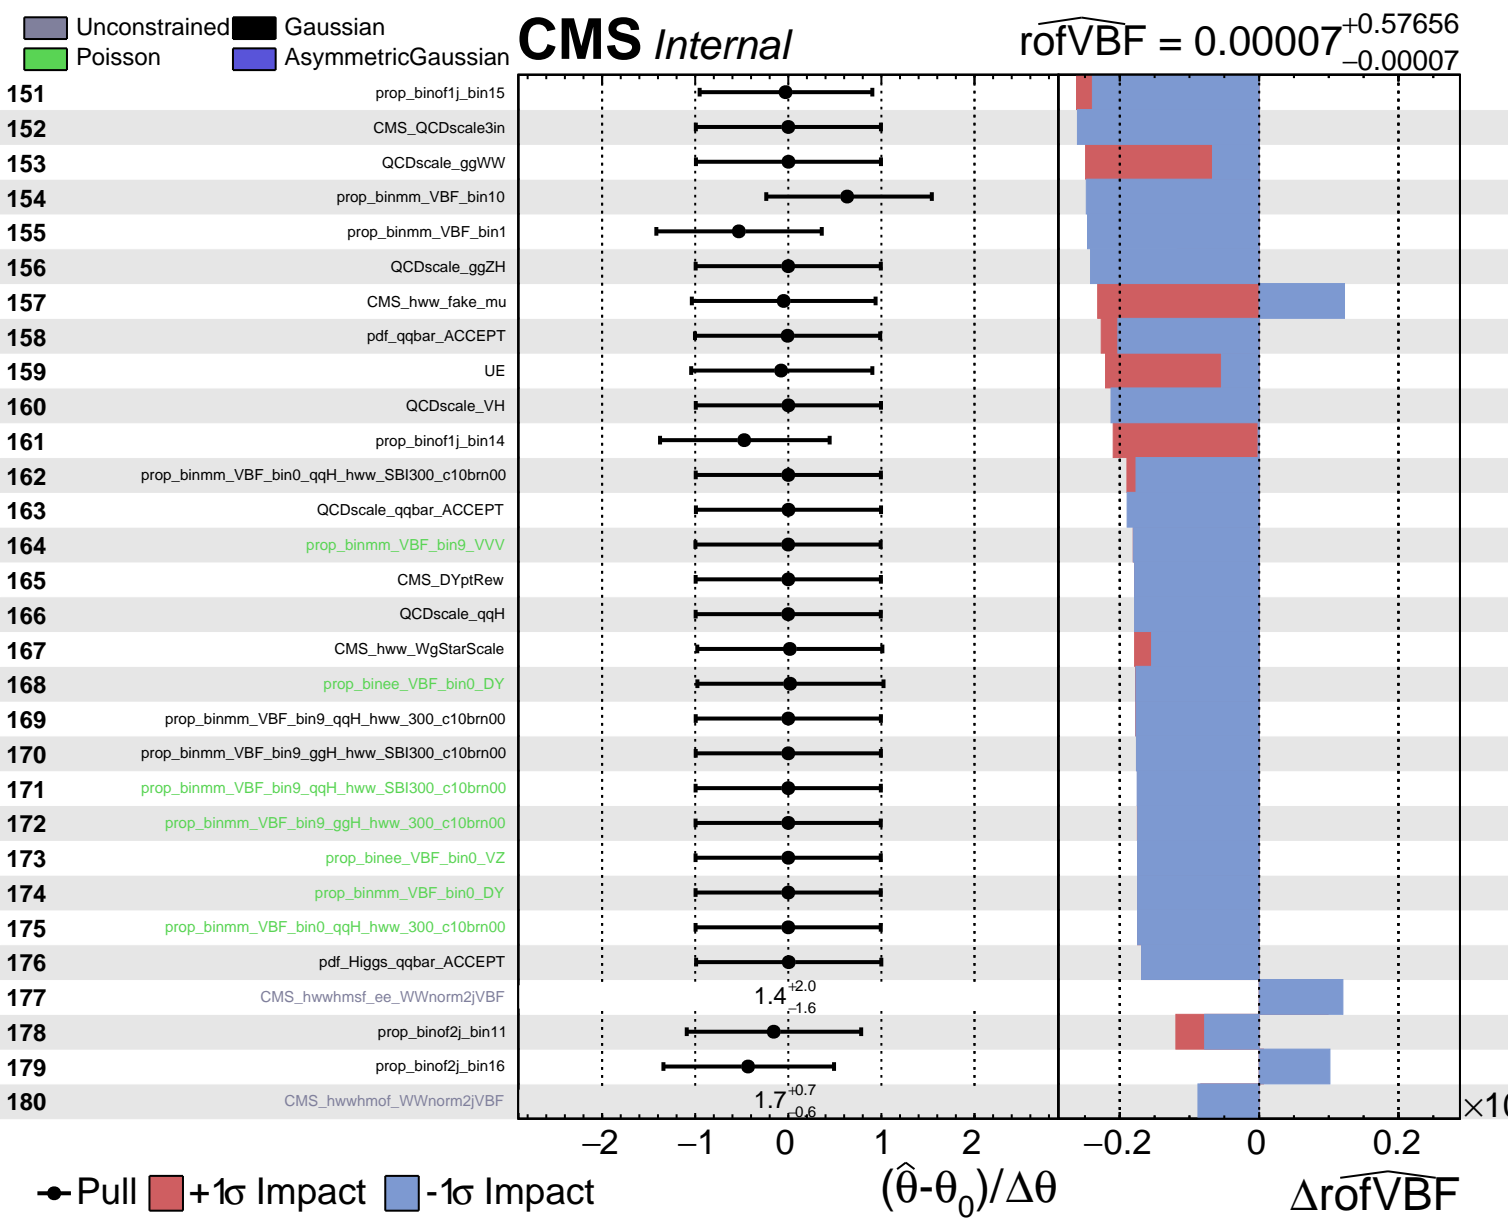 Unconstrained Gaussian
Poisson AsymmetricGaussian
CMS Internal
rofVBF = 0.00007 +0.57656 −0.00007
151 prop_binof1j_bin15
152 CMS_QCDscale3in
153 QCDscale_ggWW
154 prop_binmm_VBF_bin10
155 prop_binmm_VBF_bin1
156 QCDscale_ggZH
157 CMS_hww_fake_mu
158 pdf_qqbar_ACCEPT
159 UE
160 QCDscale_VH
161 prop_binof1j_bin14
162 prop_binmm_VBF_bin0_qqH_hww_SBI300_c10brn00
163 QCDscale_qqbar_ACCEPT
164 prop_binmm_VBF_bin9_VVV
165 CMS_DYptRew
166 QCDscale_qqH
167 CMS_hww_WgStarScale
168 prop_binee_VBF_bin0_DY
169 prop_binmm_VBF_bin9_qqH_hww_300_c10brn00
170 prop_binmm_VBF_bin9_ggH_hww_SBI300_c10brn00
171 prop_binmm_VBF_bin9_qqH_hww_SBI300_c10brn00
172 prop_binmm_VBF_bin9_ggH_hww_300_c10brn00
173 prop_binee_VBF_bin0_VZ
174 prop_binmm_VBF_bin0_DY
175 prop_binmm_VBF_bin0_qqH_hww_300_c10brn00
176 pdf_Higgs_qqbar_ACCEPT
177 CMS_hwwhmsf_ee_WWnorm2jVBF 1.4 +2.0 −1.6
178 prop_binof2j_bin11
179 prop_binof2j_bin16
180 CMS_hwwhmof_WWnorm2jVBF 1.7 +0.7 −0.6
−2 −1 0 1 2 −0.2 0 0.2
Pull +1σ Impact -1σ Impact (θ̂-θ₀)/Δθ ΔrofVBF